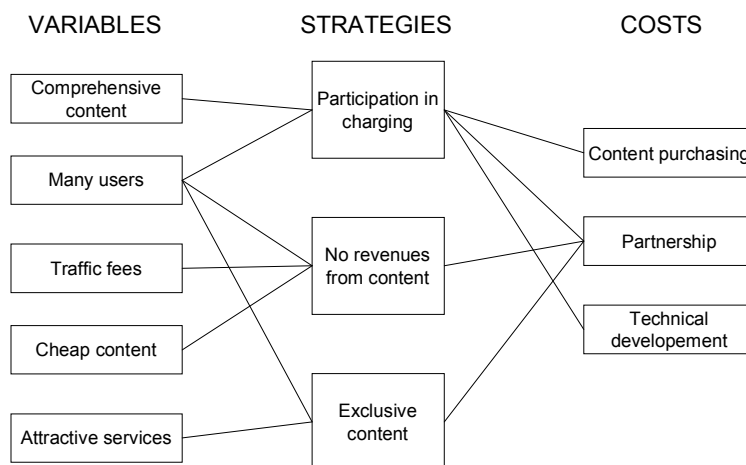 VARIABLES
STRATEGIES
COSTS
Comprehensive
content
Many users
Traffic fees
Cheap content
Attractive services
Participation in
charging
No revenues
from content
Exclusive
content
Content purchasing
Partnership
Technical
developement